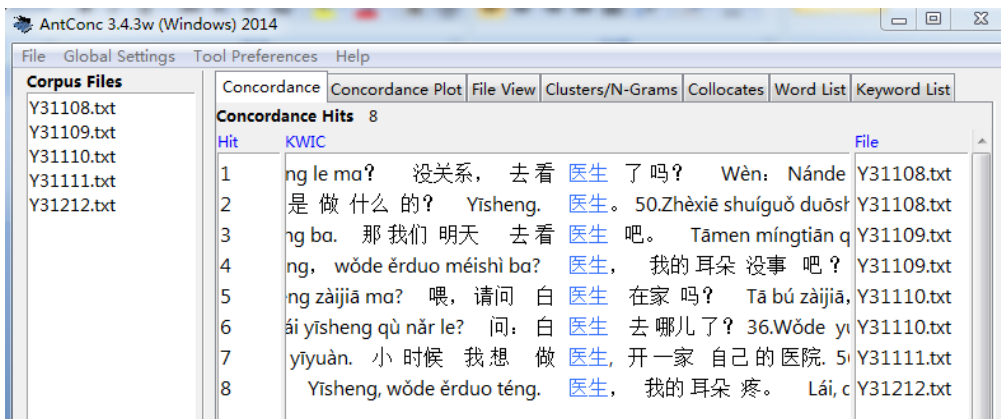 AntConc 3.4.3w (Windows) 2014
File Global Settings Tool Preferences Help
Corpus Files
Y31108.txt
Y31109.txt
Y31110.txt
Y31111.txt
Y31212.txt
Concordance Concordance Plot File View Clusters/N-Grams Collocates Word List Keyword List
Concordance Hits 8
Hit KWIC File
1 ng le ma? 没关系， 去 看 医生 了 吗? Wèn: Nánde Y31108.txt
2 是 做 什么 的? Yīsheng. 医生。 50.Zhèxiē shuíguǒ duōsh Y31108.txt
3 ng ba. 那 我们 明天 去 看 医生 吧。 Tāmen míngtiān q Y31109.txt
4 ng, wǒde ěrduo méishì ba? 医生， 我的 耳朵 没事 吧 ? Y31109.txt
5 ng zàijiā ma? 喂，请问 白 医生 在家 吗? Tā bú zàijiā, Y31110.txt
6 ái yīsheng qù nǎr le? 问: 白 医生 去 哪儿 了? 36.Wǒde yu Y31110.txt
7 yīyuàn. 小 时候 我 想 做 医生, 开 一家 自己 的 医院. 5 Y31111.txt
8 Yīsheng, wǒde ěrduo téng. 医生， 我的 耳朵 疼。 Lái, Y31212.txt